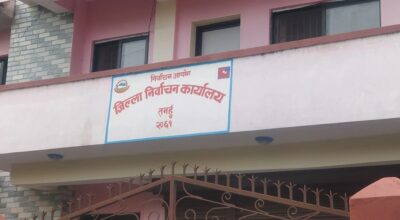 निर्वाचन आयोग
जिल्ला निर्वाचन कार्यालय
तनहुँ
२०६१